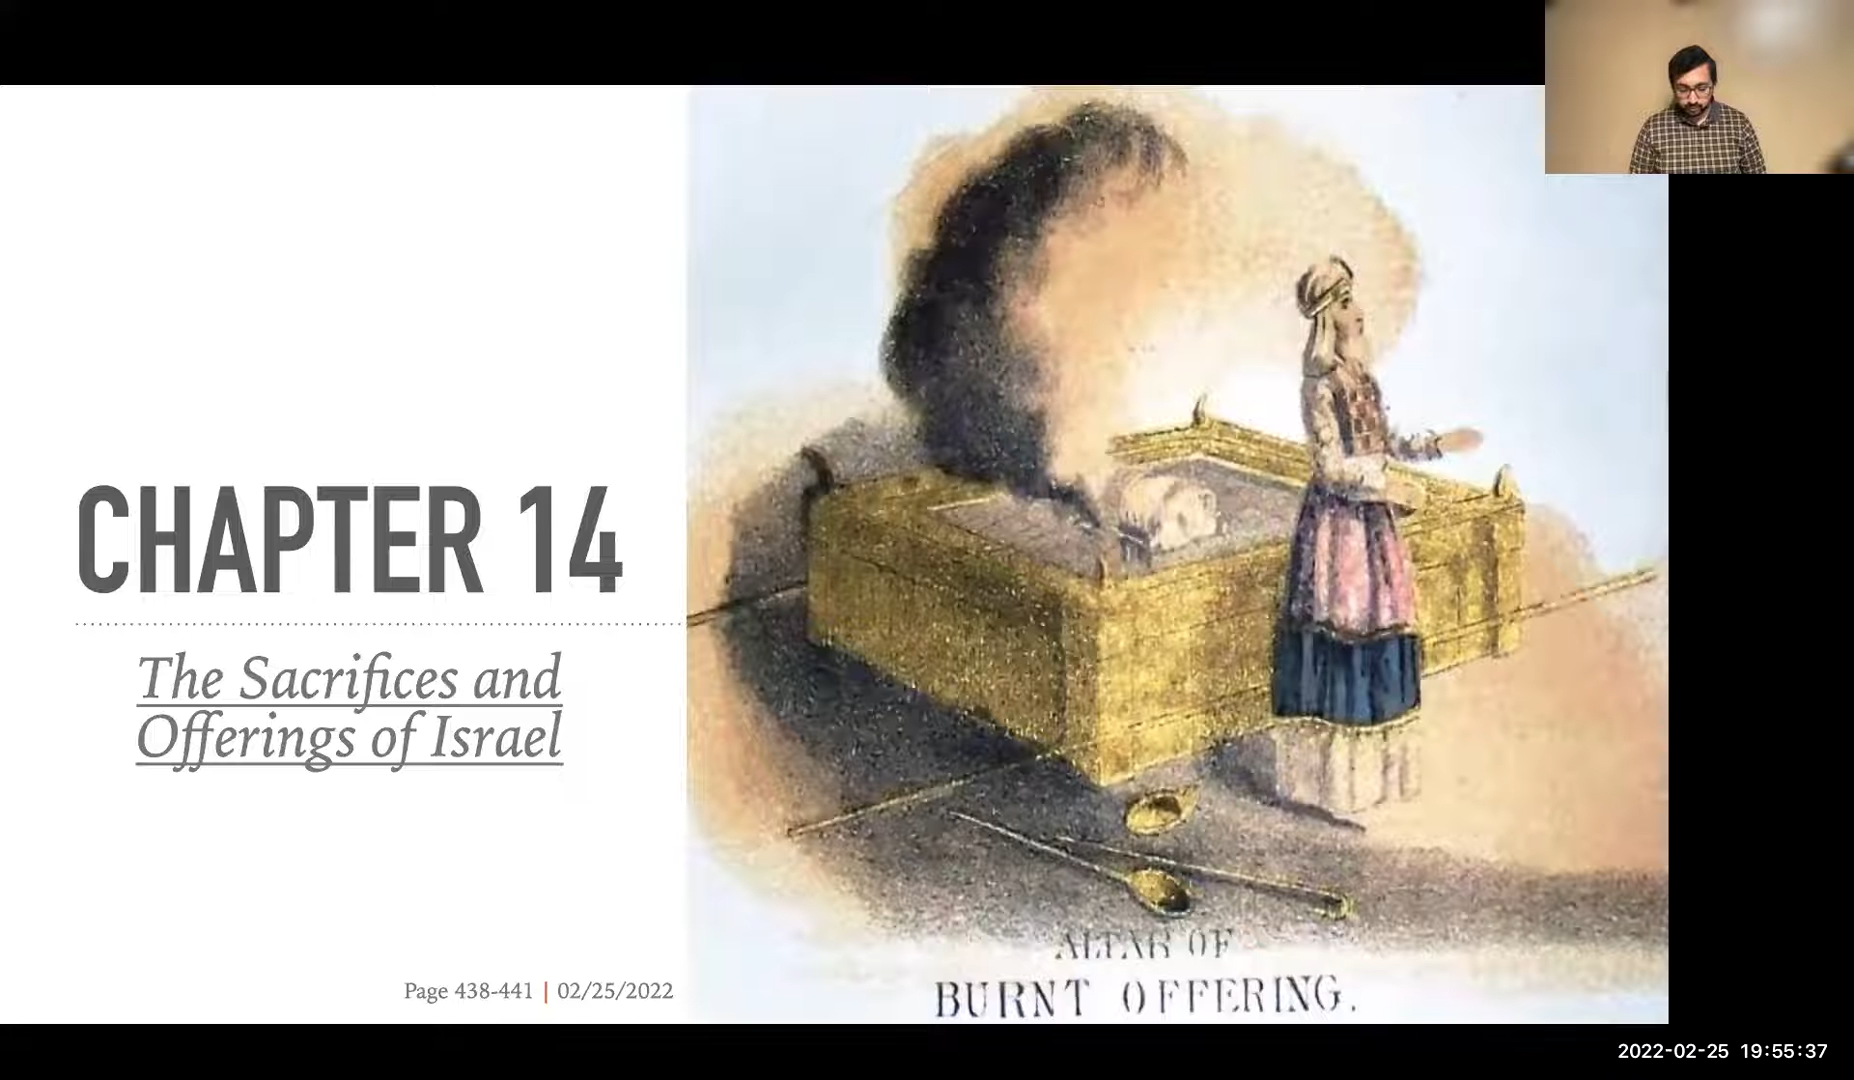 CHAPTER 14
The Sacrifices and
Offerings of Israel
Page 438-441 | 02/25/2022
ALTAR OF
BURNT OFFERING.
2022-02-25 19:55:37